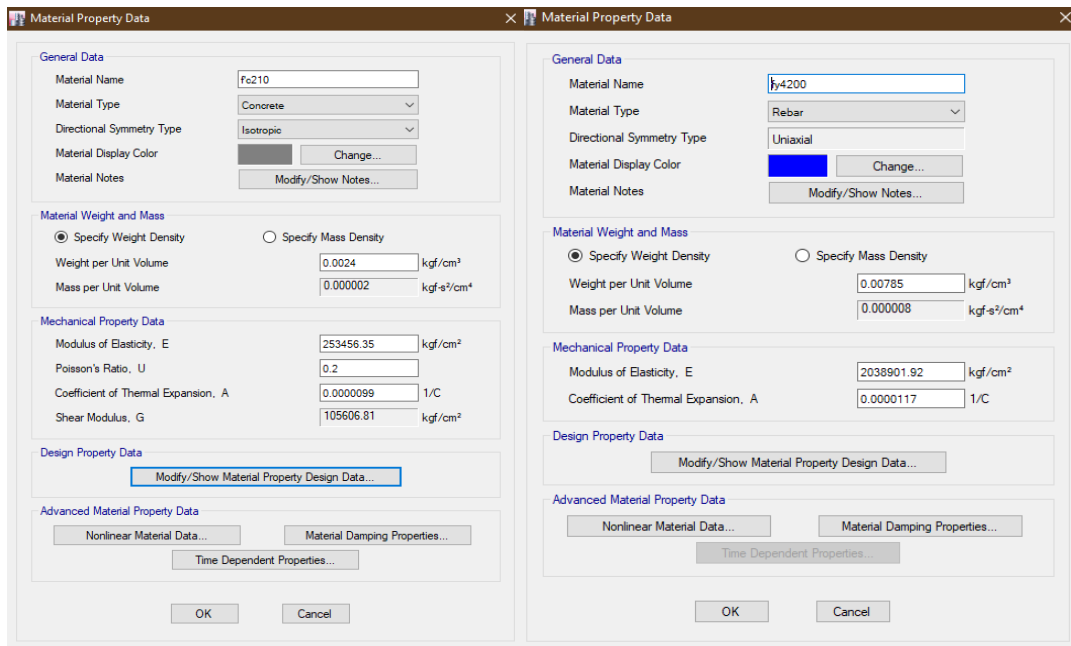 Material Property Data
General Data
Material Name f'c210
Material Type Concrete
Directional Symmetry Type Isotropic
Material Display Color Change...
Material Notes Modify/Show Notes...
Material Weight and Mass
Specify Weight Density Specify Mass Density
Weight per Unit Volume 0.0024 kgf/cm³
Mass per Unit Volume 0.000002 kgf-s²/cm⁴
Mechanical Property Data
Modulus of Elasticity, E 253456.35 kgf/cm²
Poisson's Ratio, U 0.2
Coefficient of Thermal Expansion, A 0.0000099 1/C
Shear Modulus, G 105606.81 kgf/cm²
Design Property Data
Modify/Show Material Property Design Data...
Advanced Material Property Data
Nonlinear Material Data... Material Damping Properties...
Time Dependent Properties...
OK Cancel
Material Property Data
General Data
Material Name fy4200
Material Type Rebar
Directional Symmetry Type Uniaxial
Material Display Color Change...
Material Notes Modify/Show Notes...
Material Weight and Mass
Specify Weight Density Specify Mass Density
Weight per Unit Volume 0.00785 kgf/cm³
Mass per Unit Volume 0.000008 kgf-s²/cm⁴
Mechanical Property Data
Modulus of Elasticity, E 2038901.92 kgf/cm²
Coefficient of Thermal Expansion, A 0.0000117 1/C
Design Property Data
Modify/Show Material Property Design Data...
Advanced Material Property Data
Nonlinear Material Data... Material Damping Properties...
Time Dependent Properties...
OK Cancel